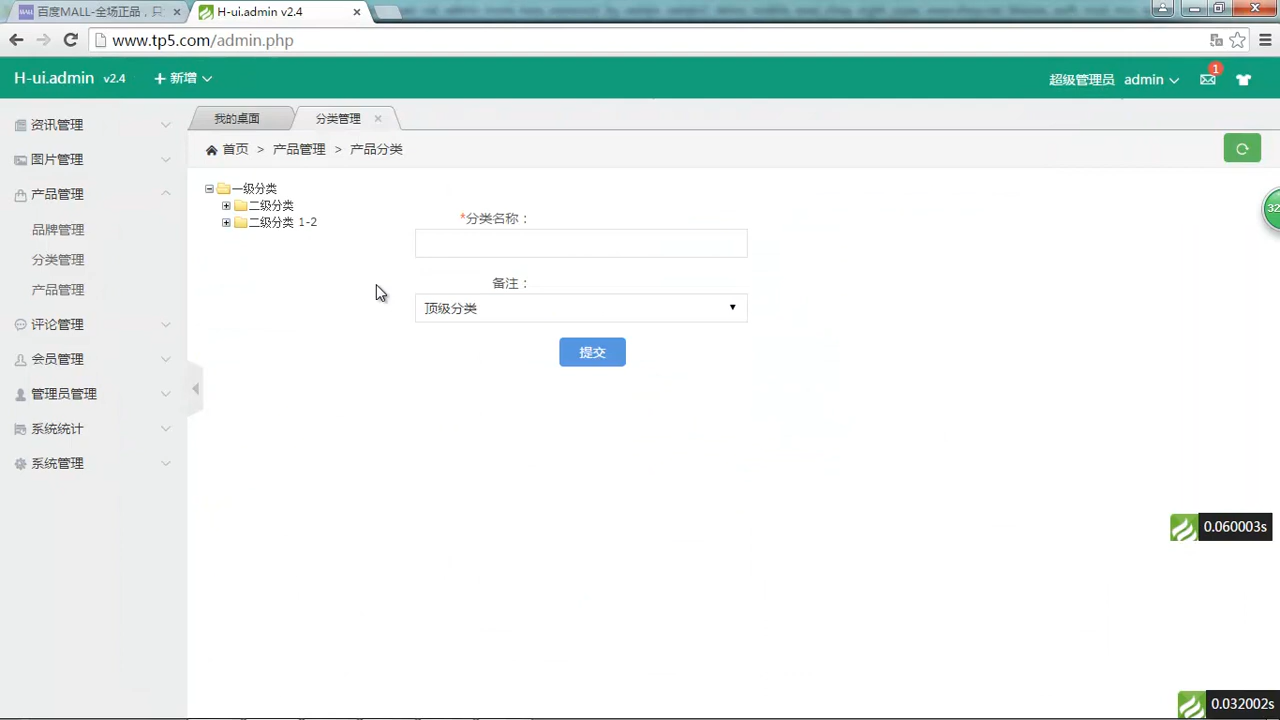 百度MALL-全场正品，只
H-ui.admin v2.4
www.tp5.com/admin.php
H-ui.admin v2.4
新增
超级管理员 admin
1
资讯管理
图片管理
产品管理
品牌管理
分类管理
产品管理
评论管理
会员管理
管理员管理
系统统计
系统管理
我的桌面
分类管理
首页 > 产品管理 > 产品分类
一级分类
二级分类
二级分类 1-2
*分类名称：
备注：
顶级分类
提交
32
0.060003s
0.032002s